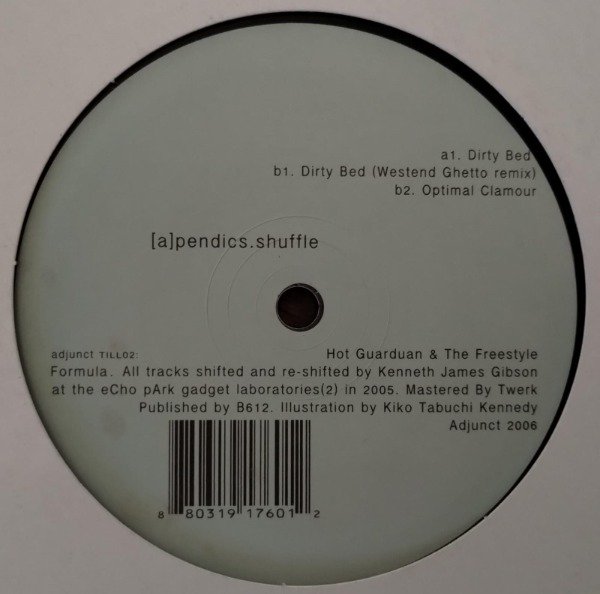 a1. Dirty Bed
b1. Dirty Bed (Westend Ghetto remix)
b2. Optimal Clamour
[a]pendics.shuffle
adjunct TILL02: Hot Guarduan & The Freestyle
Formula. All tracks shifted and re-shifted by Kenneth James Gibson
at the eCho pArk gadget laboratories(2) in 2005. Mastered By Twerk
Published by B612. Illustration by Kiko Tabuchi Kennedy
Adjunct 2006
8 80319 17601 2